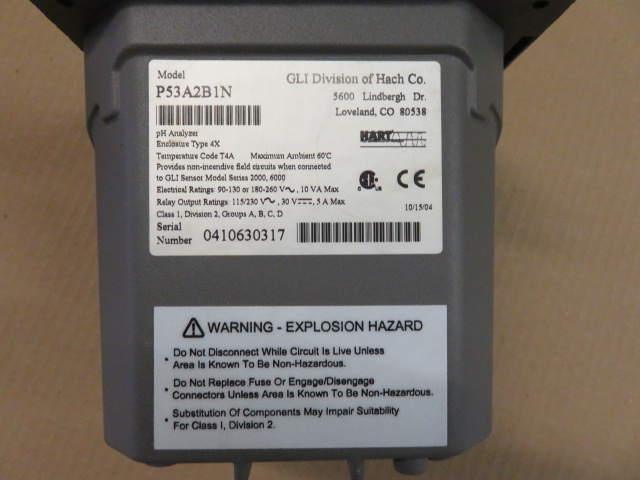 Model
P53A2B1N
GLI Division of Hach Co.
5600 Lindbergh Dr.
Loveland, CO 80538
HART
pH Analyzer
Enclosure Type 4X
Temperature Code T4A Maximum Ambient 60°C
Provides non-incendive field circuits when connected
to GLI Sensor Model Series 2000, 6000
Electrical Ratings: 90-130 or 180-260 V~, 10 VA Max
Relay Output Ratings: 115/230 V~, 30 V⎓, 5 A Max
Class 1, Division 2, Groups A, B, C, D
C US
CE
10/15/04
Serial
Number 0410630317
WARNING - EXPLOSION HAZARD
• Do Not Disconnect While Circuit Is Live Unless
Area Is Known To Be Non-Hazardous.
• Do Not Replace Fuse Or Engage/Disengage
Connectors Unless Area Is Known To Be Non-Hazardous.
• Substitution Of Components May Impair Suitability
For Class I, Division 2.